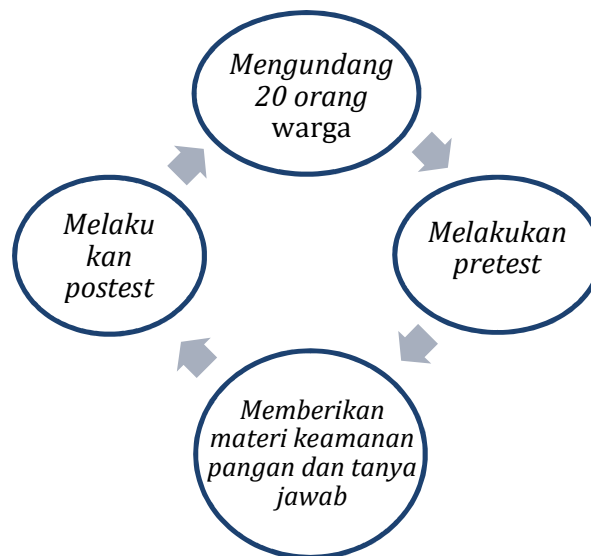 Mengundang
20 orang
warga
Melakukan
pretest
Memberikan
materi keamanan
pangan dan tanya
jawab
Melaku
kan
postest